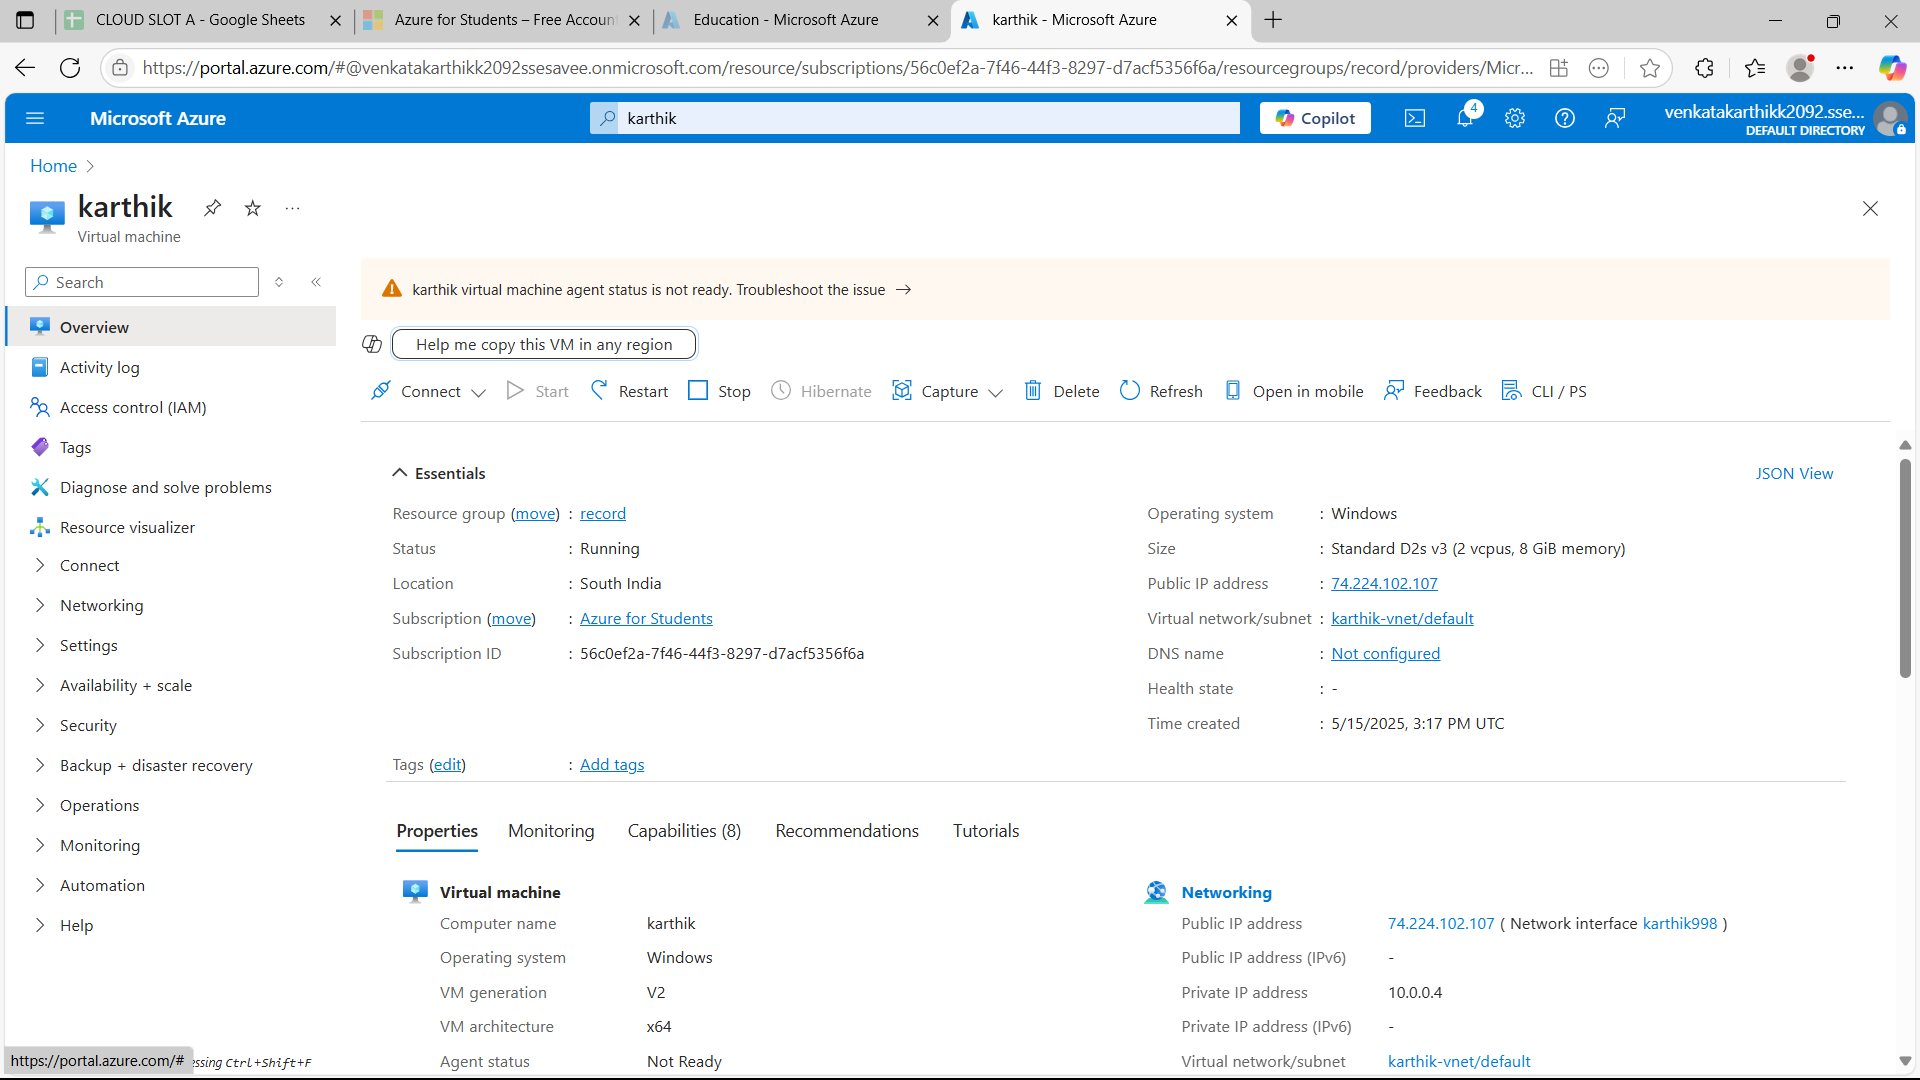 CLOUD SLOT A - Google Sheets
Azure for Students – Free Accoun
Education - Microsoft Azure
karthik - Microsoft Azure
https://portal.azure.com/#@venkatakarthikk2092ssesavee.onmicrosoft.com/resource/subscriptions/56c0ef2a-7f46-44f3-8297-d7acf5356f6a/resourcegroups/record/providers/Micr...
Microsoft Azure
karthik
Copilot
4
venkatakarthikk2092.sse...
DEFAULT DIRECTORY
Home
karthik
Virtual machine
Search
Overview
Activity log
Access control (IAM)
Tags
Diagnose and solve problems
Resource visualizer
Connect
Networking
Settings
Availability + scale
Security
Backup + disaster recovery
Operations
Monitoring
Automation
Help
https://portal.azure.com/#
essing Ctrl+Shift+F
karthik virtual machine agent status is not ready. Troubleshoot the issue →
Help me copy this VM in any region
Connect Start Restart Stop Hibernate Capture Delete Refresh Open in mobile Feedback CLI / PS
Essentials
JSON View
Resource group (move) : record
Status : Running
Location : South India
Subscription (move) : Azure for Students
Subscription ID : 56c0ef2a-7f46-44f3-8297-d7acf5356f6a
Operating system : Windows
Size : Standard D2s v3 (2 vcpus, 8 GiB memory)
Public IP address : 74.224.102.107
Virtual network/subnet : karthik-vnet/default
DNS name : Not configured
Health state : -
Time created : 5/15/2025, 3:17 PM UTC
Tags (edit) : Add tags
Properties Monitoring Capabilities (8) Recommendations Tutorials
Virtual machine
Computer name karthik
Operating system Windows
VM generation V2
VM architecture x64
Agent status Not Ready
Networking
Public IP address 74.224.102.107 ( Network interface karthik998 )
Public IP address (IPv6) -
Private IP address 10.0.0.4
Private IP address (IPv6) -
Virtual network/subnet karthik-vnet/default